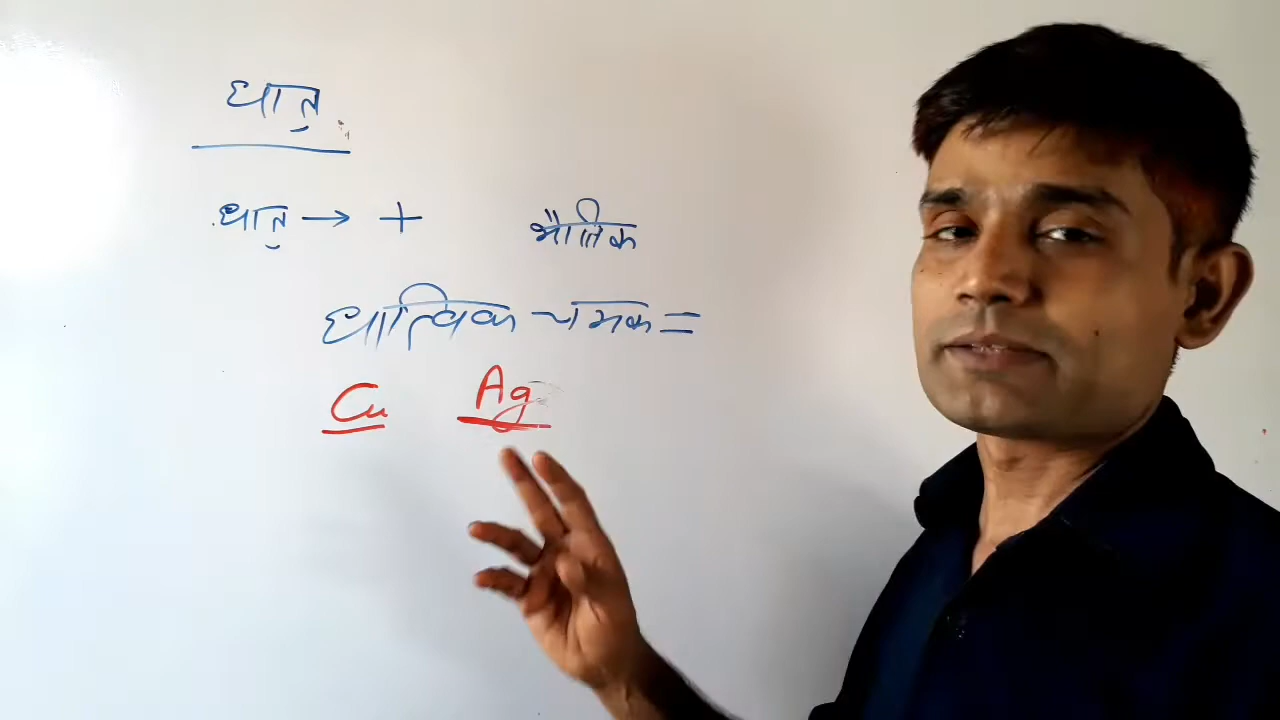 धातु
धातु → + भौतिक
धात्विक चमक =
Cu Ag